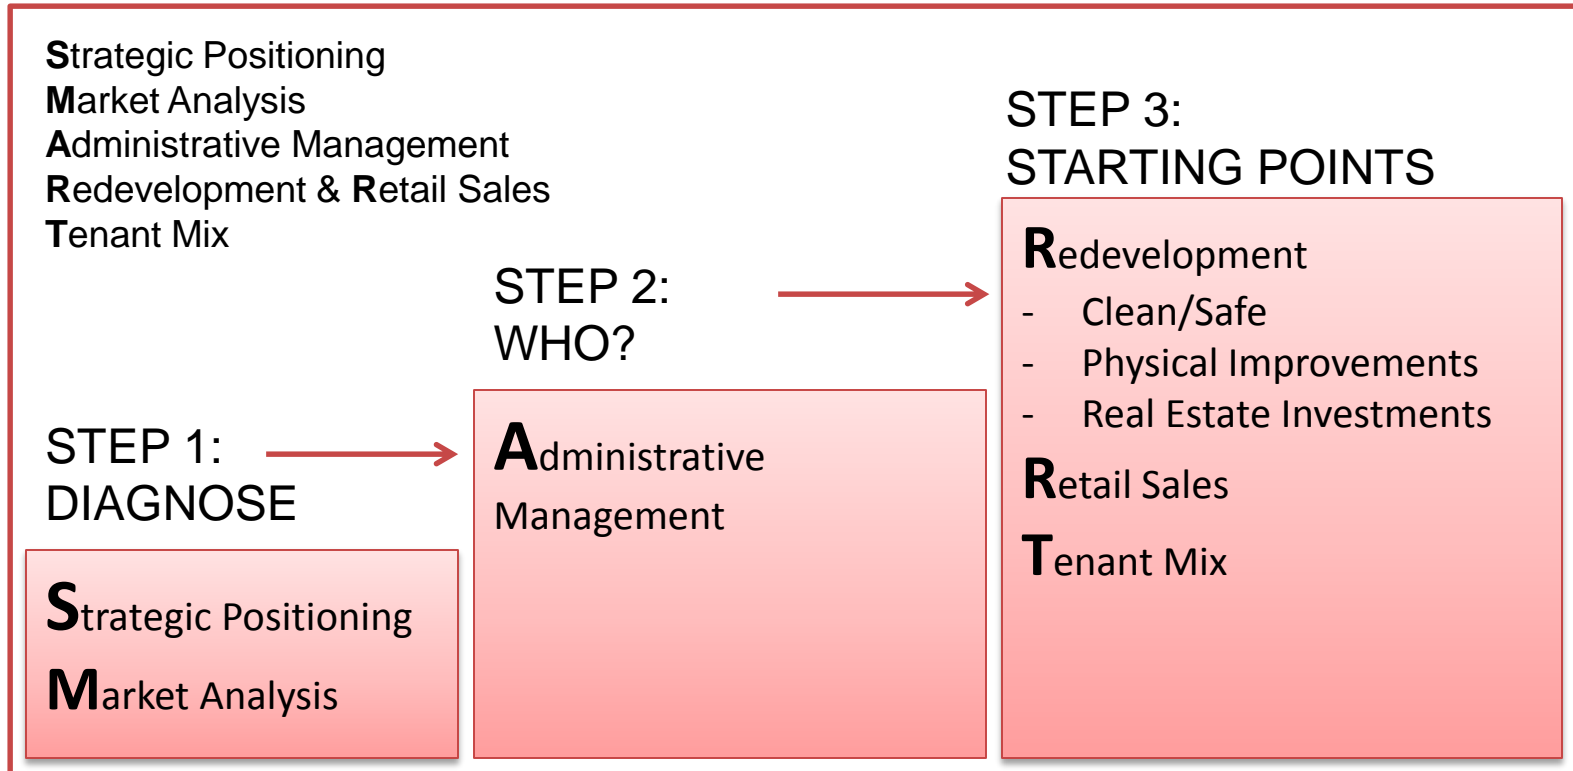 Strategic Positioning
Market Analysis
Administrative Management
Redevelopment & Retail Sales
Tenant Mix
STEP 1:
DIAGNOSE
Strategic Positioning
Market Analysis
STEP 2:
WHO?
Administrative
Management
STEP 3:
STARTING POINTS
Redevelopment
- Clean/Safe
- Physical Improvements
- Real Estate Investments
Retail Sales
Tenant Mix